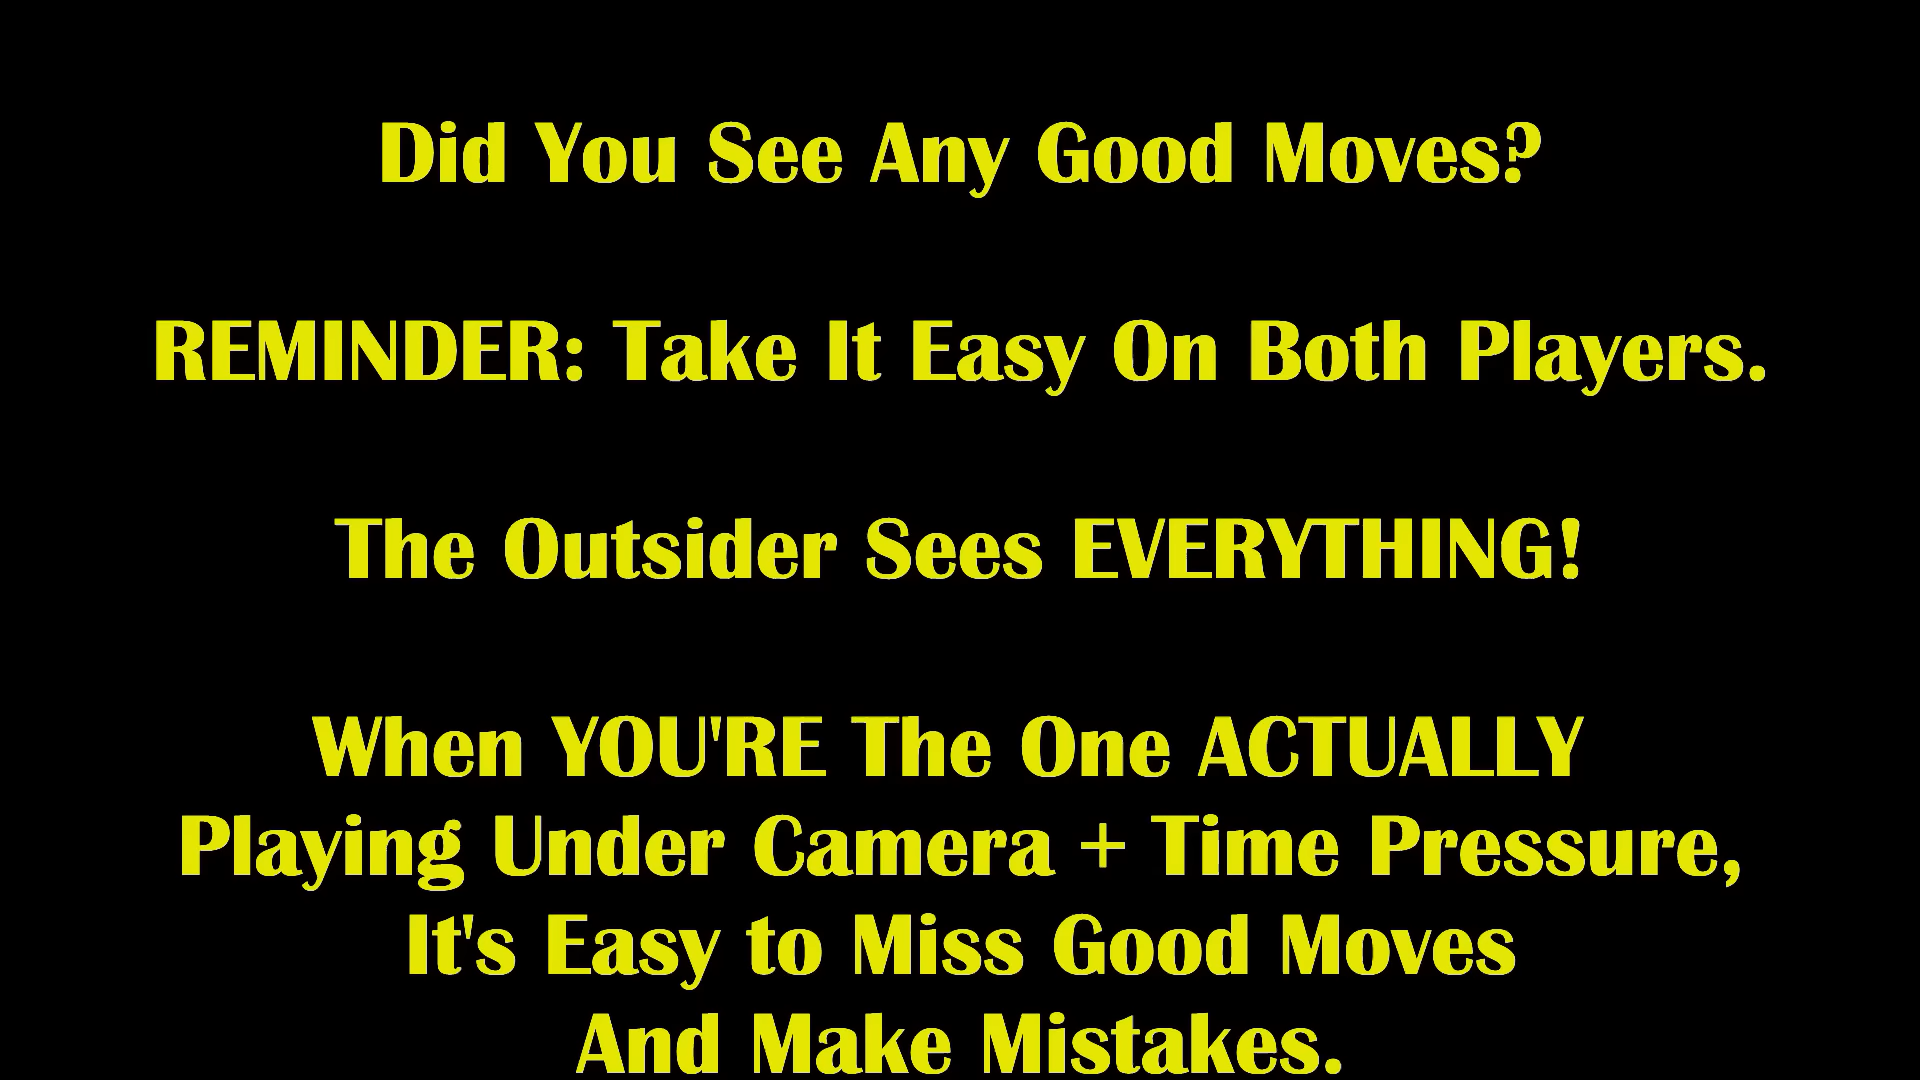 Did You See Any Good Moves?
REMINDER: Take It Easy On Both Players.
The Outsider Sees EVERYTHING!
When YOU'RE The One ACTUALLY
Playing Under Camera + Time Pressure,
It's Easy to Miss Good Moves
And Make Mistakes.